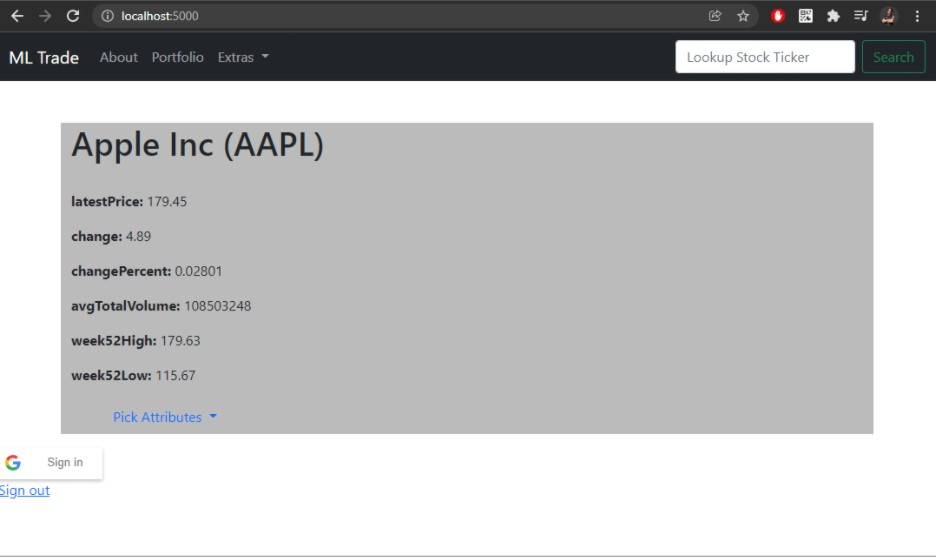 localhost:5000
ML Trade About Portfolio Extras Lookup Stock Ticker Search
Apple Inc (AAPL)
latestPrice: 179.45
change: 4.89
changePercent: 0.02801
avgTotalVolume: 108503248
week52High: 179.63
week52Low: 115.67
Pick Attributes
Sign in
Sign out